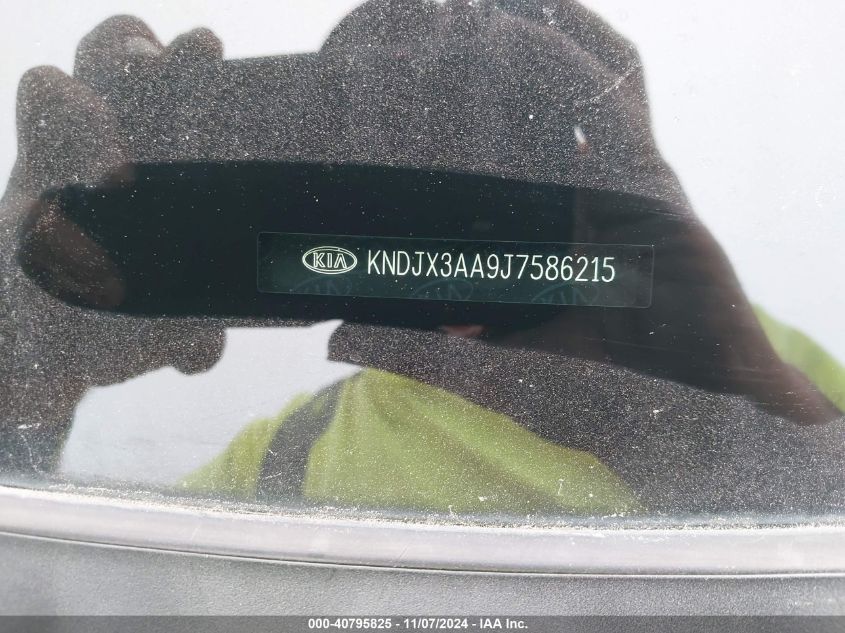 KIA KNDJX3AA9J7586215
000-40795825 - 11/07/2024 - IAA Inc.